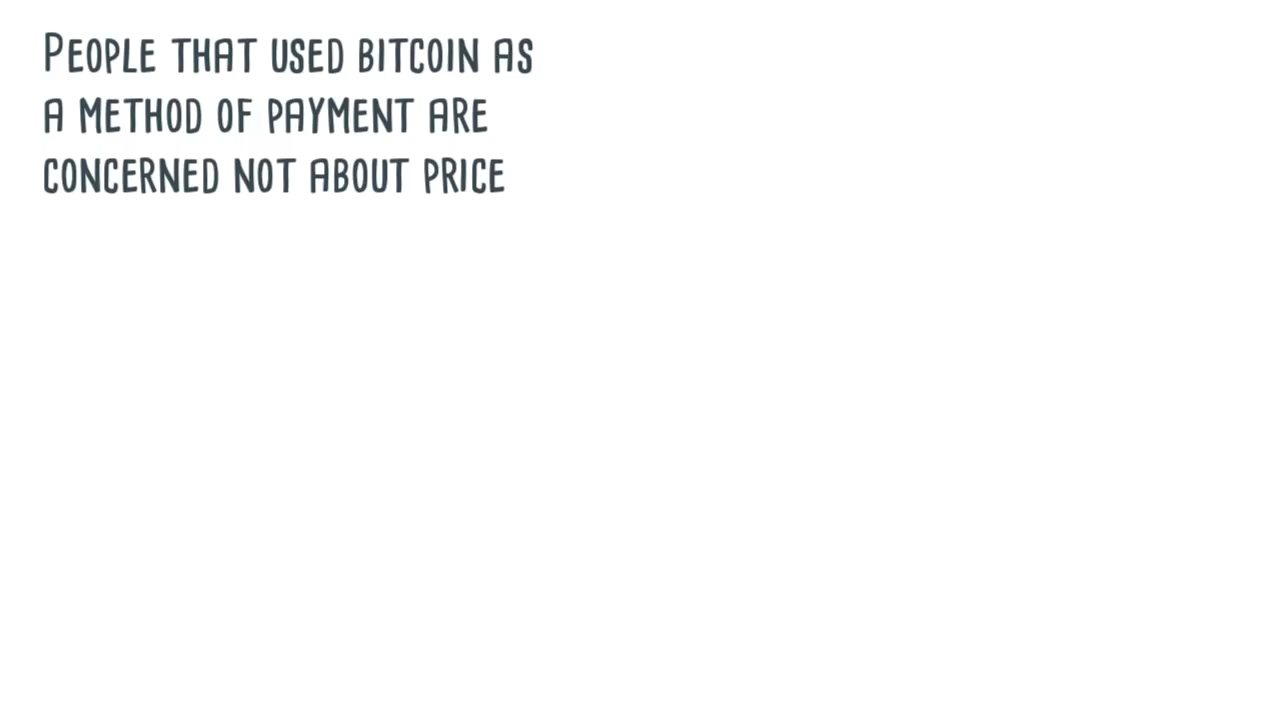 People that used bitcoin as
a method of payment are
concerned not about price